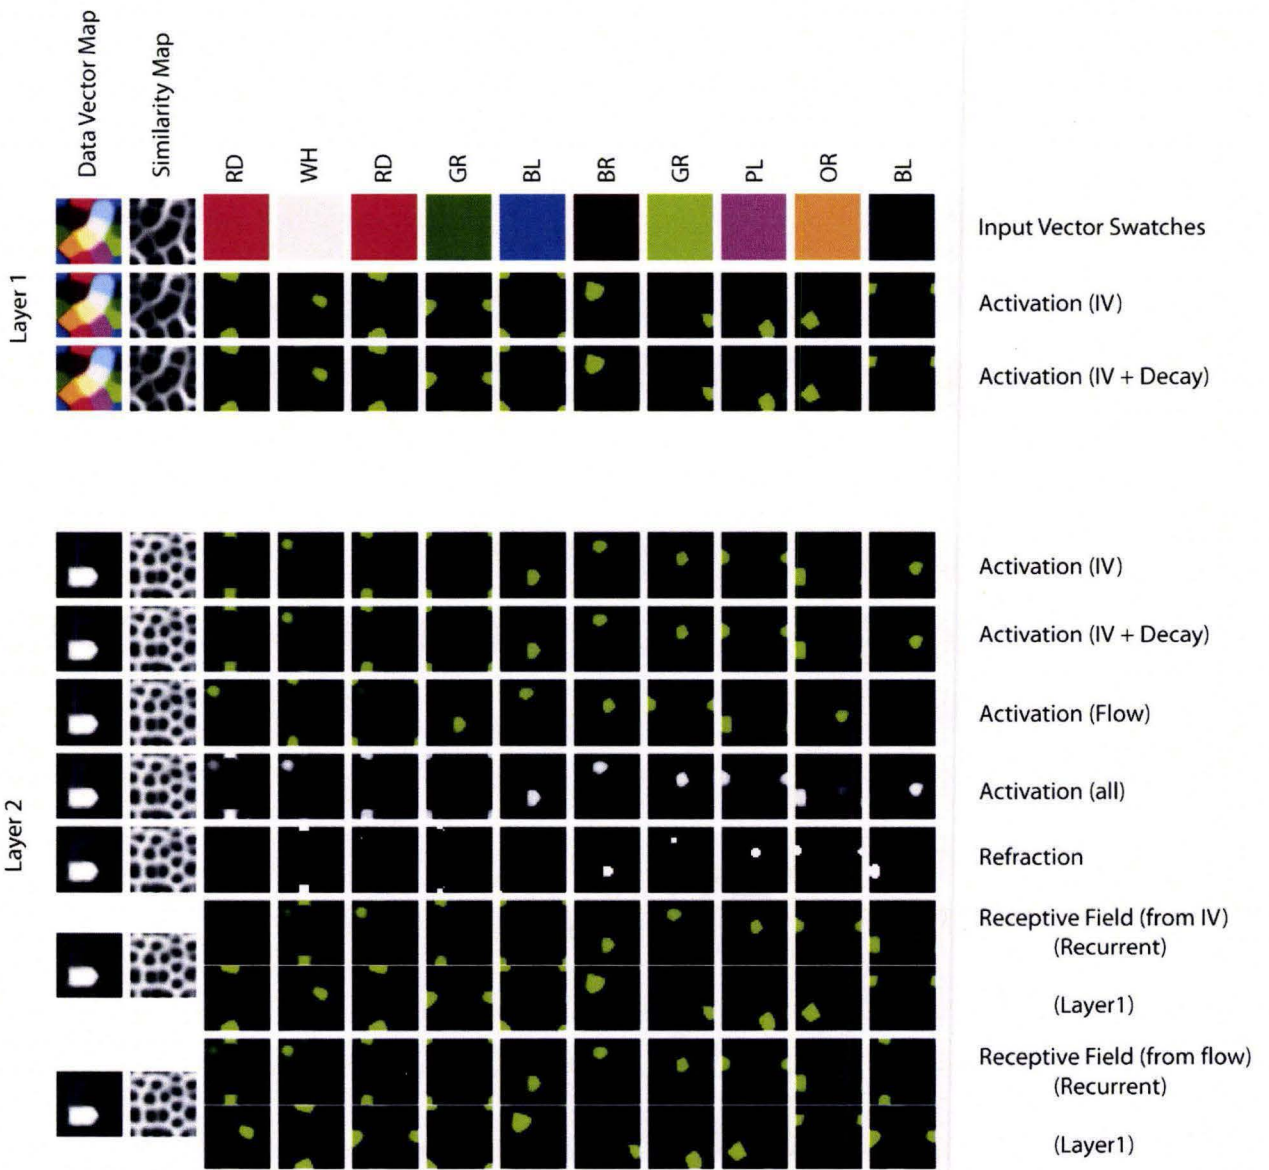 Data Vector Map
Similarity Map
RD
WH
RD
GR
BL
BR
GR
PL
OR
BL
Layer 1
Input Vector Swatches
Activation (IV)
Activation (IV + Decay)
Layer 2
Activation (IV)
Activation (IV + Decay)
Activation (Flow)
Activation (all)
Refraction
Receptive Field (from IV)
(Recurrent)
(Layer1)
Receptive Field (from flow)
(Recurrent)
(Layer1)